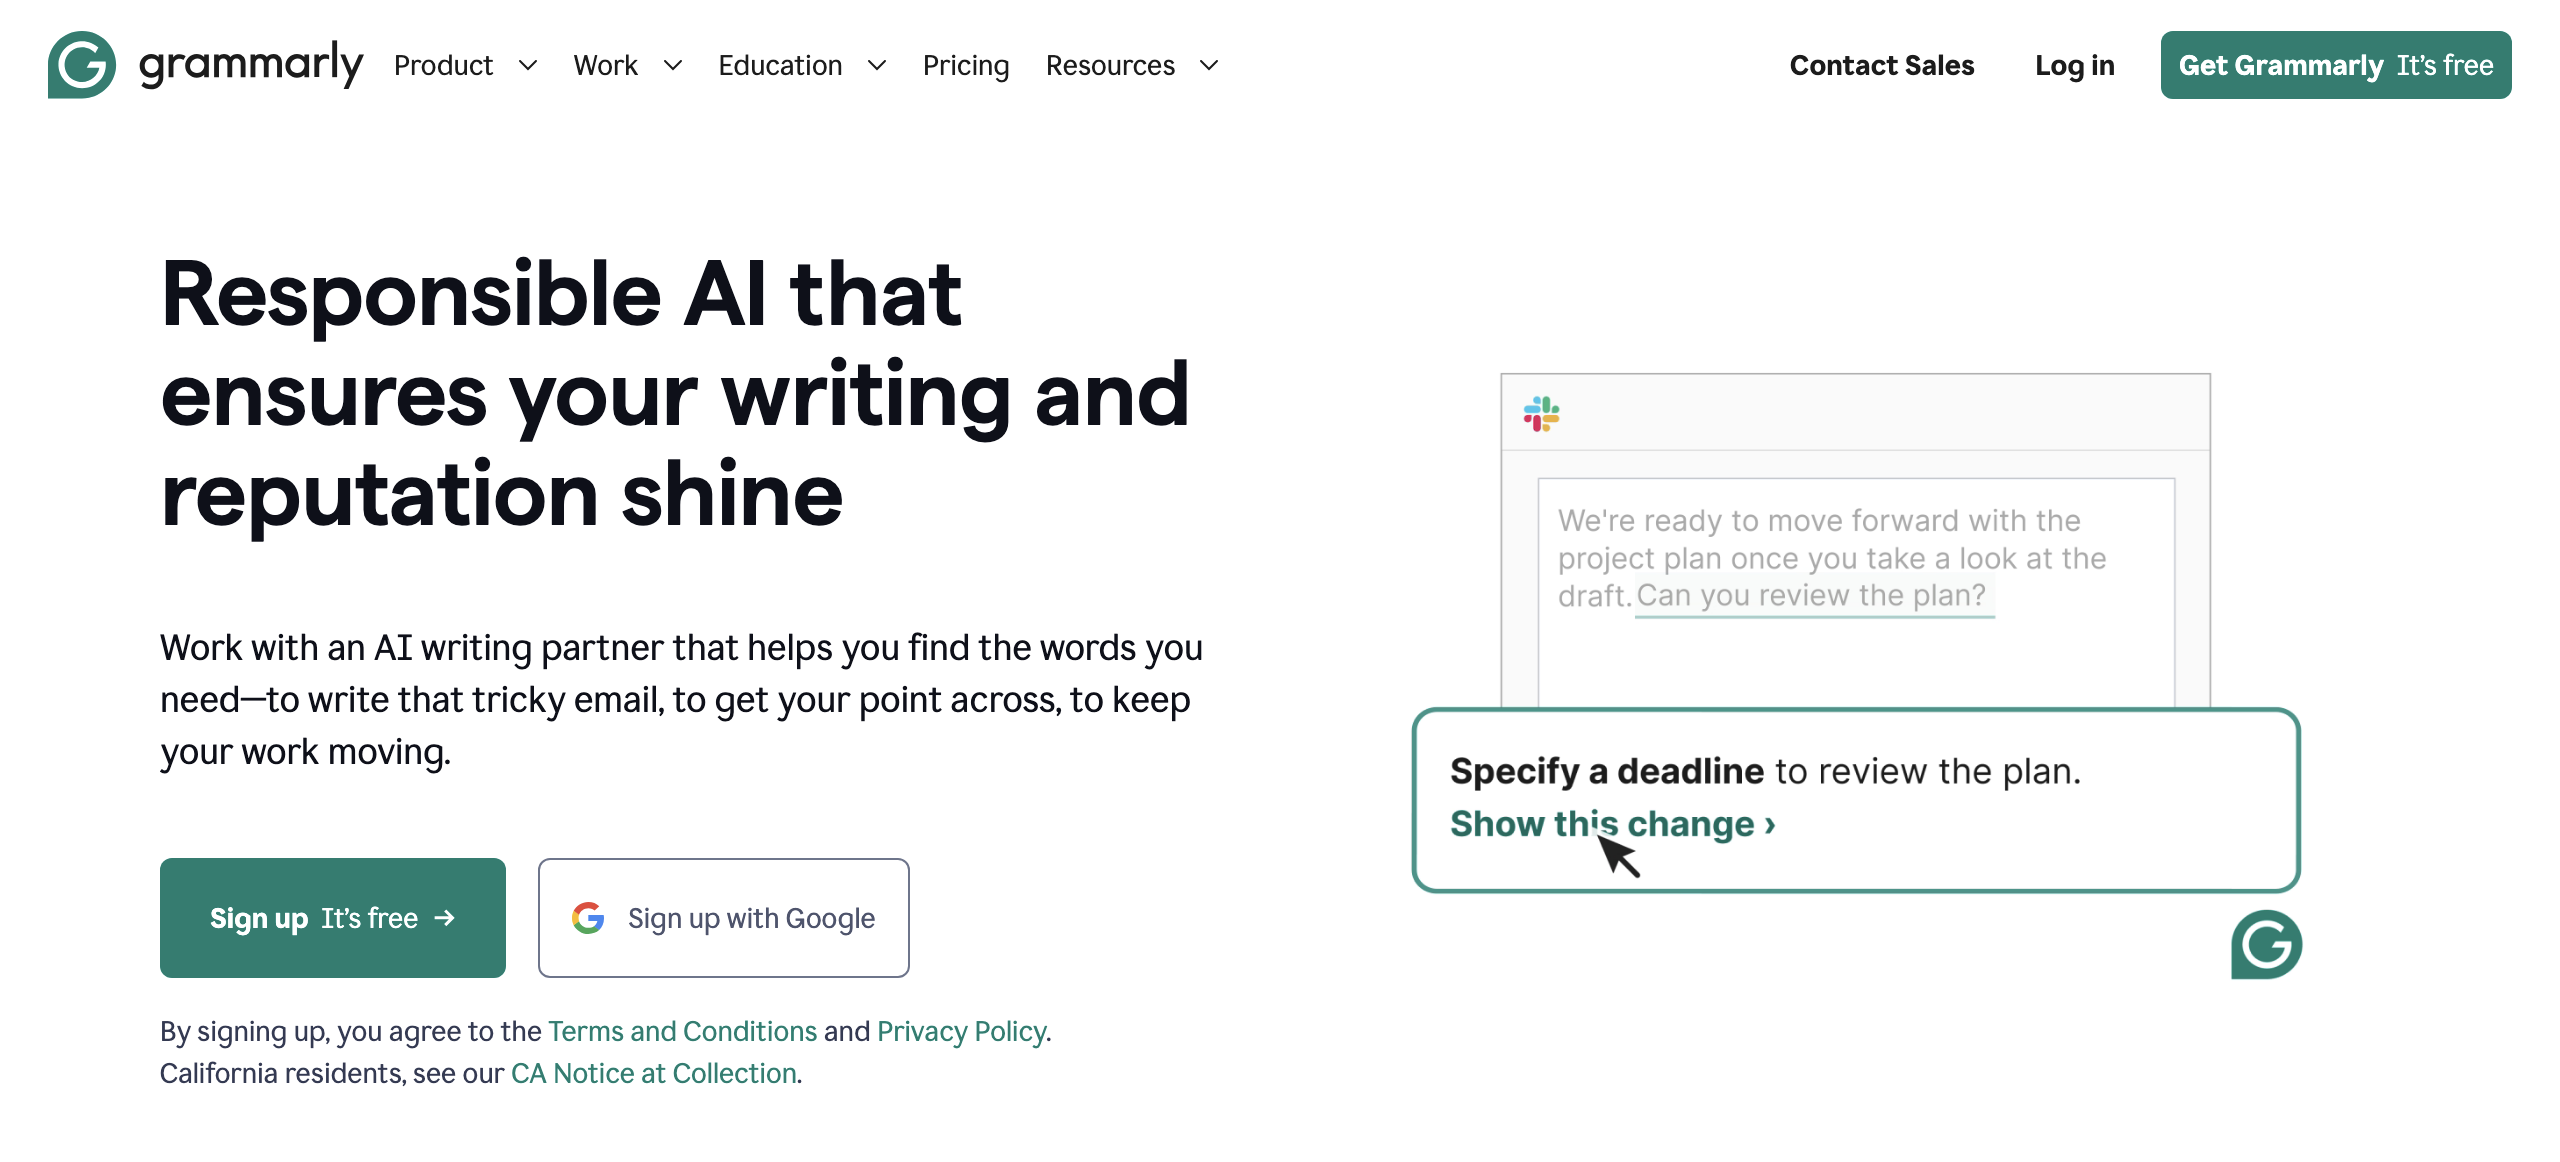 grammarly
Product
Work
Education
Pricing
Resources
Contact Sales
Log in
Get Grammarly It’s free
Responsible AI that
ensures your writing and
reputation shine
Work with an AI writing partner that helps you find the words you
need—to write that tricky email, to get your point across, to keep
your work moving.
Sign up It’s free →
Sign up with Google
By signing up, you agree to the Terms and Conditions and Privacy Policy.
California residents, see our CA Notice at Collection.
We're ready to move forward with the
project plan once you take a look at the
draft. Can you review the plan?
Specify a deadline to review the plan.
Show this change ›